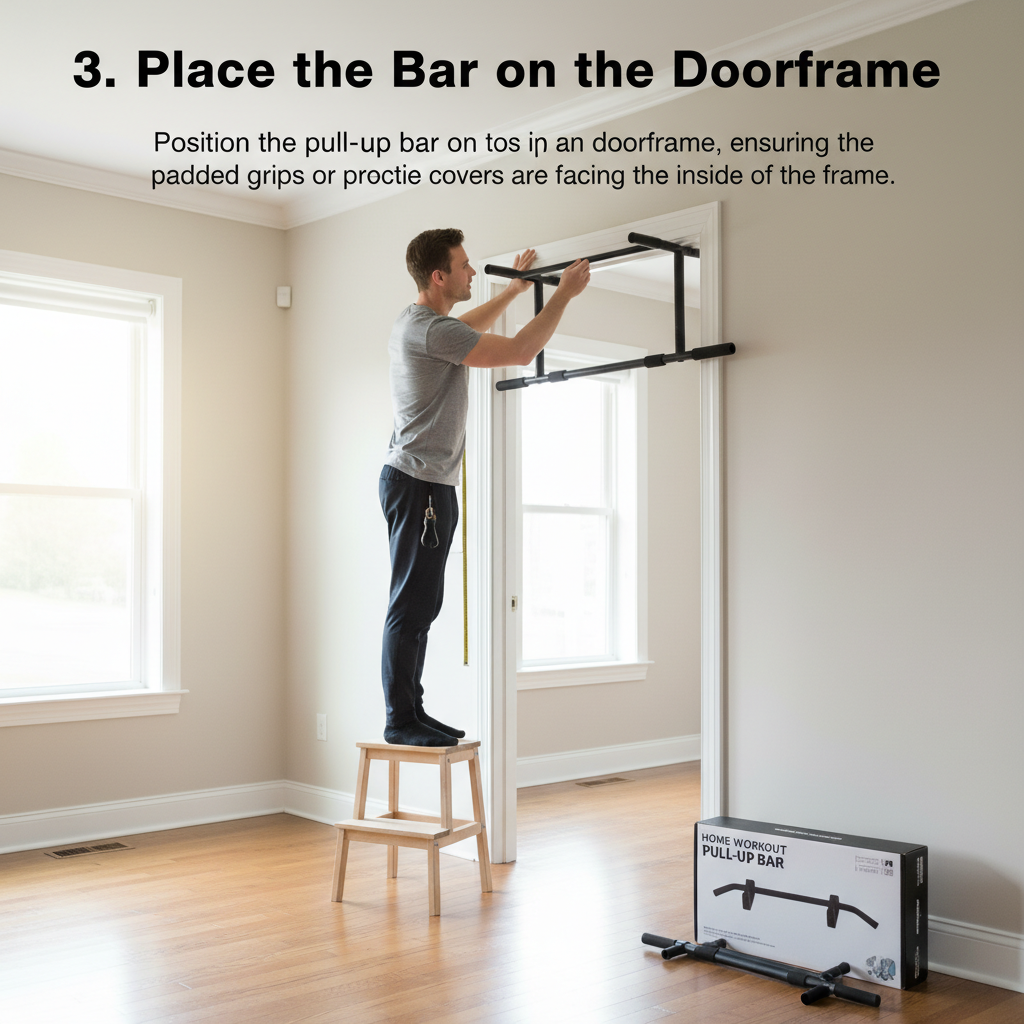 3. Place the Bar on the Doorframe
Position the pull-up bar on tos ip an doorframe, ensuring the
padded grips or proctie covers are facing the inside of the frame.
HOME WORKOUT
PULL-UP BAR